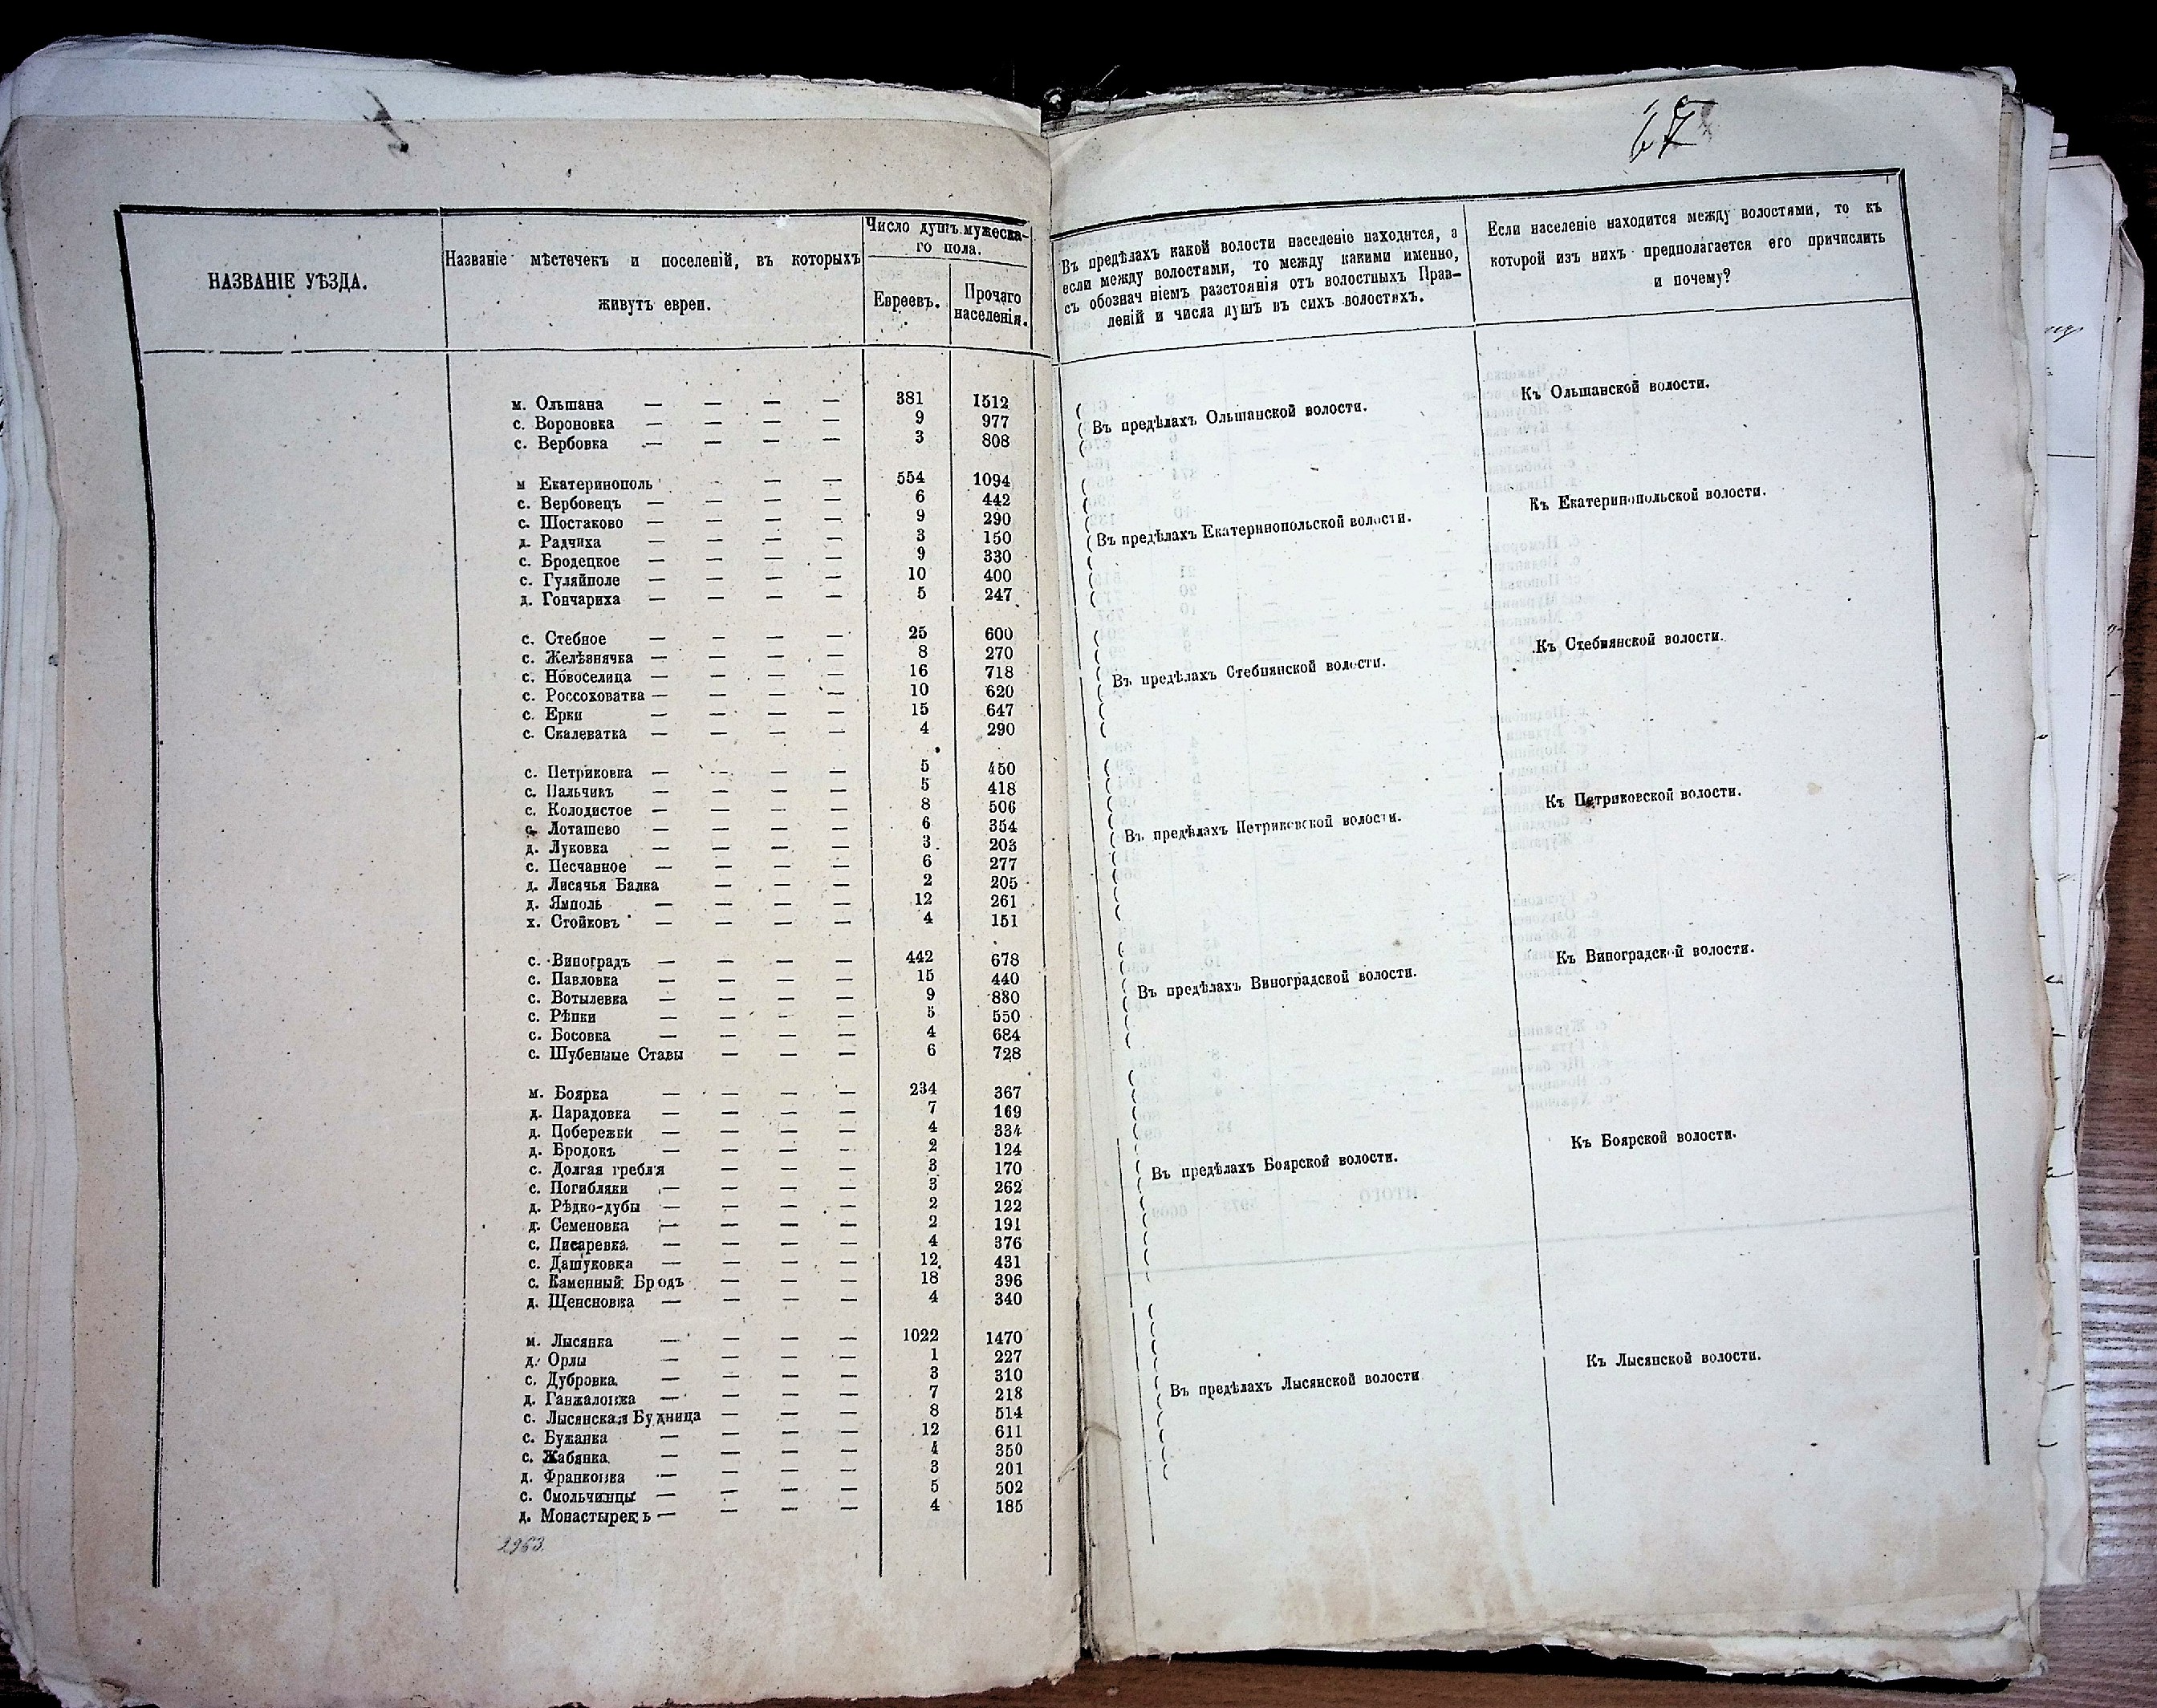 67
НАЗВАНІЕ УѢЗДА.
Названіе мѣстечекъ и поселеній, въ которыхъ
живутъ евреи.
Число душъ мужеска-
го пола.
Евреевъ.
Прочаго
населенія.
Въ предѣлахъ какой волости населеніе находится, а
если между волостями, то между какими именно,
съ обознач ніемъ разстоянія отъ волостныхъ Прав-
леній и числа душъ въ сихъ волостяхъ.
Если населеніе находится между волостями, то къ
которой изъ нихъ предполагается его причислить
и почему?
м. Ольшана — — — — 381 1512
с. Вороновка — — — — 9 977
с. Вербовка — — — — 3 808
Въ предѣлахъ Ольшанской волости.
Къ Ольшанской волости.
м Екатеринополь — — 554 1094
с. Вербовецъ — — — — 6 442
с. Шостаково — — — — 9 290
д. Радчиха — — — — 3 150
с. Бродецкое — — — — 9 330
с. Гуляйполе — — — — 10 400
д. Гончариха — — — — 5 247
Въ предѣлахъ Екатеринопольской волости.
Къ Екатеринопольской волости.
с. Стебное — — — — 25 600
с. Желѣзнячка — — — — 8 270
с. Новоселица — — — — 16 718
с. Россоховатка — — — — 10 620
с. Ерки — — — — 15 647
с. Скалеватка — — — — 4 290
Въ предѣлахъ Стебнянской волости.
Къ Стебнянской волости.
с. Петриковка — — — — 5 450
с. Пальчикъ — — — — 5 418
с. Колодистое — — — — 8 506
с. Лоташево — — — — 6 354
д. Луковка — — — — 3 203
с. Песчанное — — — — 6 277
д. Лисячья Балка — — — 2 205
д. Ямполь — — — — 12 261
х. Стойковъ — — — — 4 151
Въ предѣлахъ Петриковской волости.
Къ Петриковской волости.
с. Виноградъ — — — — 442 678
с. Павловка — — — — 15 440
с. Вотылевка — — — — 9 880
с. Рѣпки — — — — 5 550
с. Босовка — — — — 4 684
с. Шубенные Ставы — — — 6 728
Въ предѣлахъ Виноградской волости.
Къ Виноградской волости.
м. Боярка — — — — 234 367
д. Парадовка — — — — 7 169
д. Побережки — — — — 4 334
д. Бродокъ — — — — 2 124
с. Долгая гребля — — — 3 170
с. Погибляки — — — — 3 262
д. Рѣдко-дубы — — — — 2 122
д. Семеновка — — — — 2 191
с. Писаревка — — — — 4 376
с. Дашуковка — — — — 12 431
с. Каменный Бродъ — — — 18 396
д. Щенсновка — — — — 4 340
Въ предѣлахъ Боярской волости.
Къ Боярской волости.
м. Лысянка — — — — 1022 1470
д. Орлы — — — — 1 227
с. Дубровка — — — — 3 310
д. Ганжаловка — — — — 7 218
с. Лысянская Будница — — — 8 514
с. Бужанка — — — — 12 611
с. Жабянка — — — — 4 350
д. Франковка — — — — 3 201
с. Смольчинцы — — — — 5 502
д. Монастырекъ — — — — 4 185
Въ предѣлахъ Лысянской волости
Къ Лысянской волости.
2963